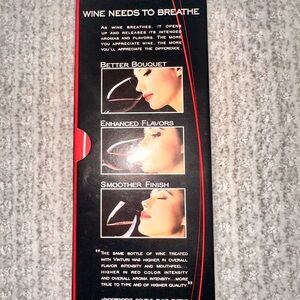 WINE NEEDS TO BREATHE
AS WINE BREATHES, IT OPENS
UP AND RELEASES ITS INTENDED
AROMAS AND FLAVORS. THE MORE
YOU APPRECIATE WINE, THE MORE
YOU'LL APPRECIATE THE DIFFERENCE.
BETTER BOUQUET
ENHANCED FLAVORS
SMOOTHER FINISH
"THE SAME BOTTLE OF WINE TREATED
WITH VINTURI WAS HIGHER IN OVERALL
FLAVOR INTENSITY AND MOUTHFEEL...
HIGHER IN RED COLOR INTENSITY
AND OVERALL AROMA INTENSITY...MORE
TRUE TO TYPE AND OF HIGHER QUALITY."